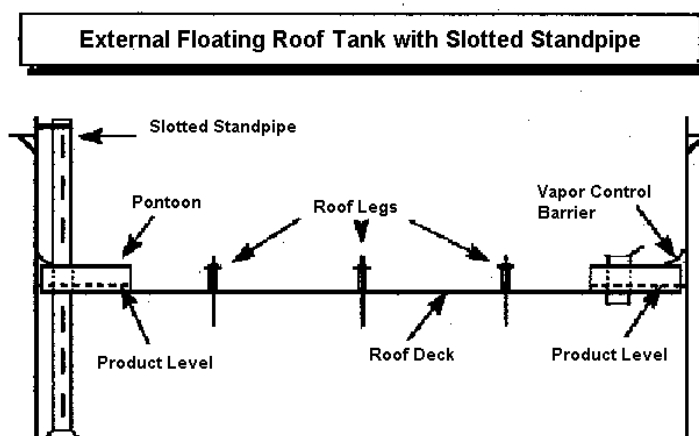 External Floating Roof Tank with Slotted Standpipe
Slotted Standpipe
Pontoon
Roof Legs
Vapor Control
Barrier
Product Level
Roof Deck
Product Level